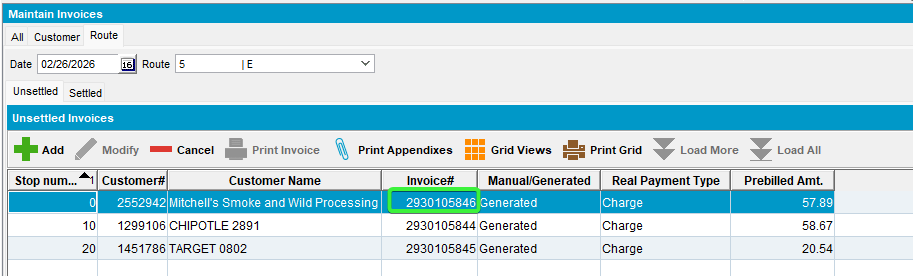 Maintain Invoices
All Customer Route
Date 02/26/2026 16 Route 5 | E
Unsettled Settled
Unsettled Invoices
Add Modify Cancel Print Invoice Print Appendixes Grid Views Print Grid Load More Load All
Stop num... 1 Customer# Customer Name Invoice# Manual/Generated Real Payment Type Prebilled Amt.
0 2552942 Mitchell's Smoke and Wild Processing 2930105846 Generated Charge 57.89
10 1299106 CHIPOTLE 2891 2930105844 Generated Charge 58.67
20 1451786 TARGET 0802 2930105845 Generated Charge 20.54